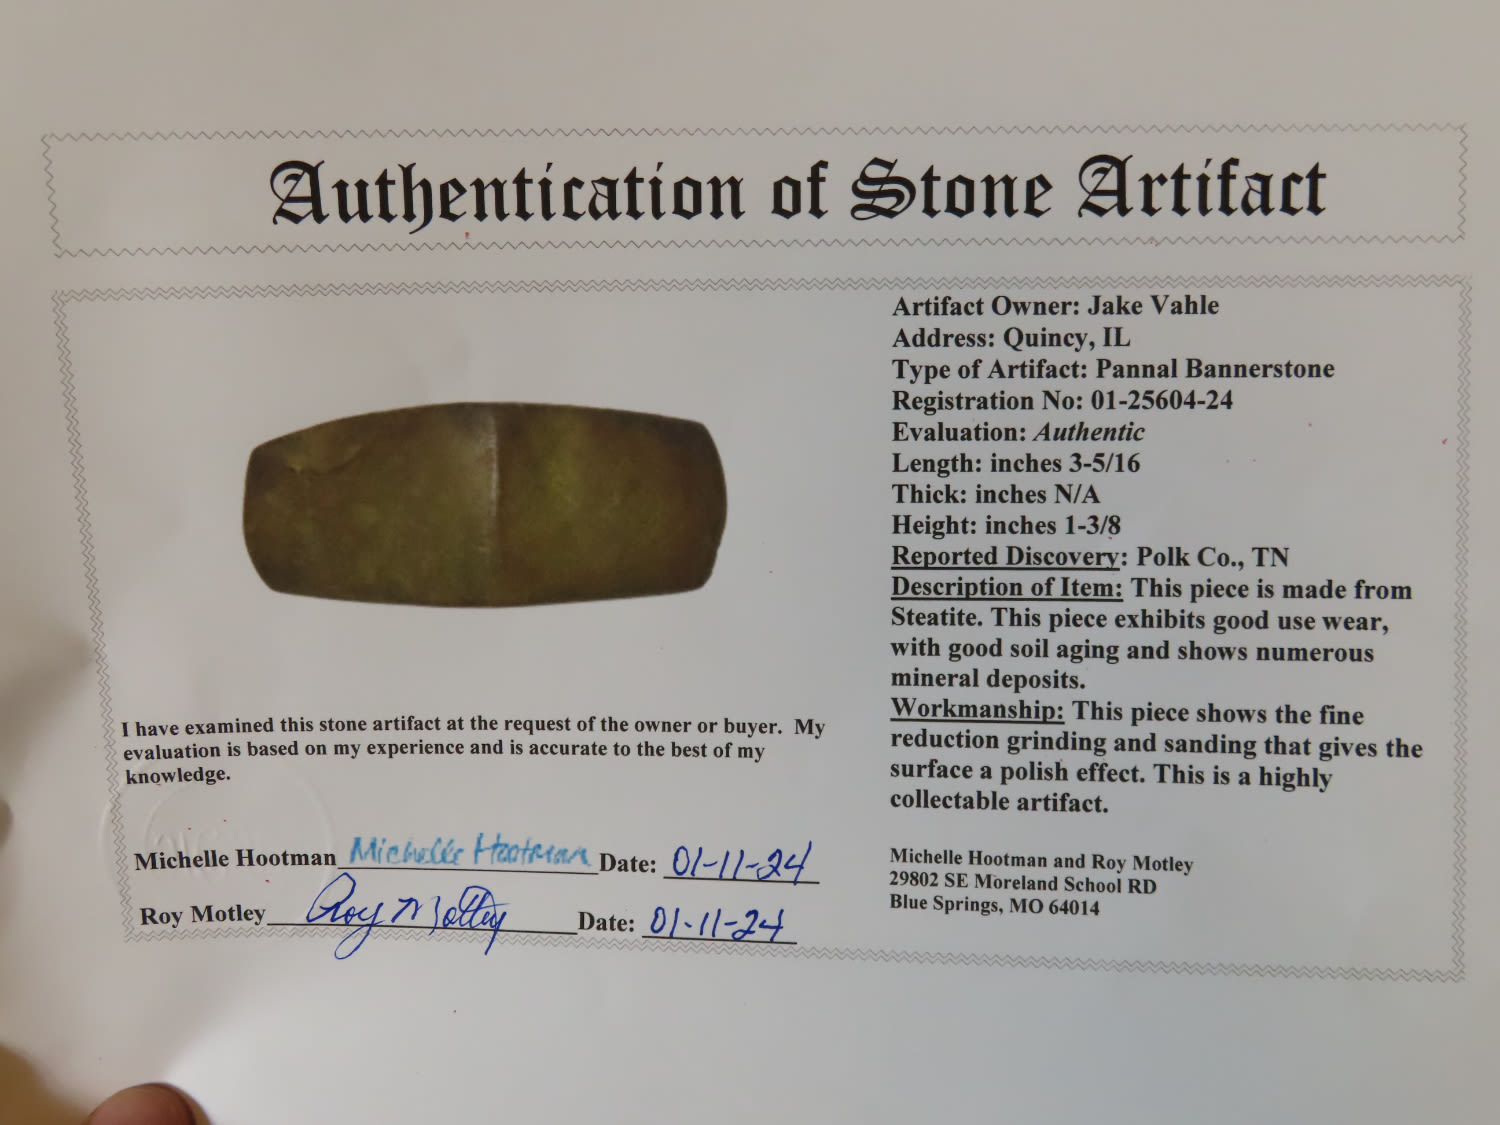 Authentication of Stone Artifact
Artifact Owner: Jake Vahle
Address: Quincy, IL
Type of Artifact: Pannal Bannerstone
Registration No: 01-25604-24
Evaluation: Authentic
Length: inches 3-5/16
Thick: inches N/A
Height: inches 1-3/8
Reported Discovery: Polk Co., TN
Description of Item: This piece is made from
Steatite. This piece exhibits good use wear,
with good soil aging and shows numerous
mineral deposits.
Workmanship: This piece shows the fine
reduction grinding and sanding that gives the
surface a polish effect. This is a highly
collectable artifact.
I have examined this stone artifact at the request of the owner or buyer. My
evaluation is based on my experience and is accurate to the best of my
knowledge.
Michelle Hootman Michelle Hootman Date: 01-11-24
Roy Motley Roy Motley Date: 01-11-24
Michelle Hootman and Roy Motley
29802 SE Moreland School RD
Blue Springs, MO 64014